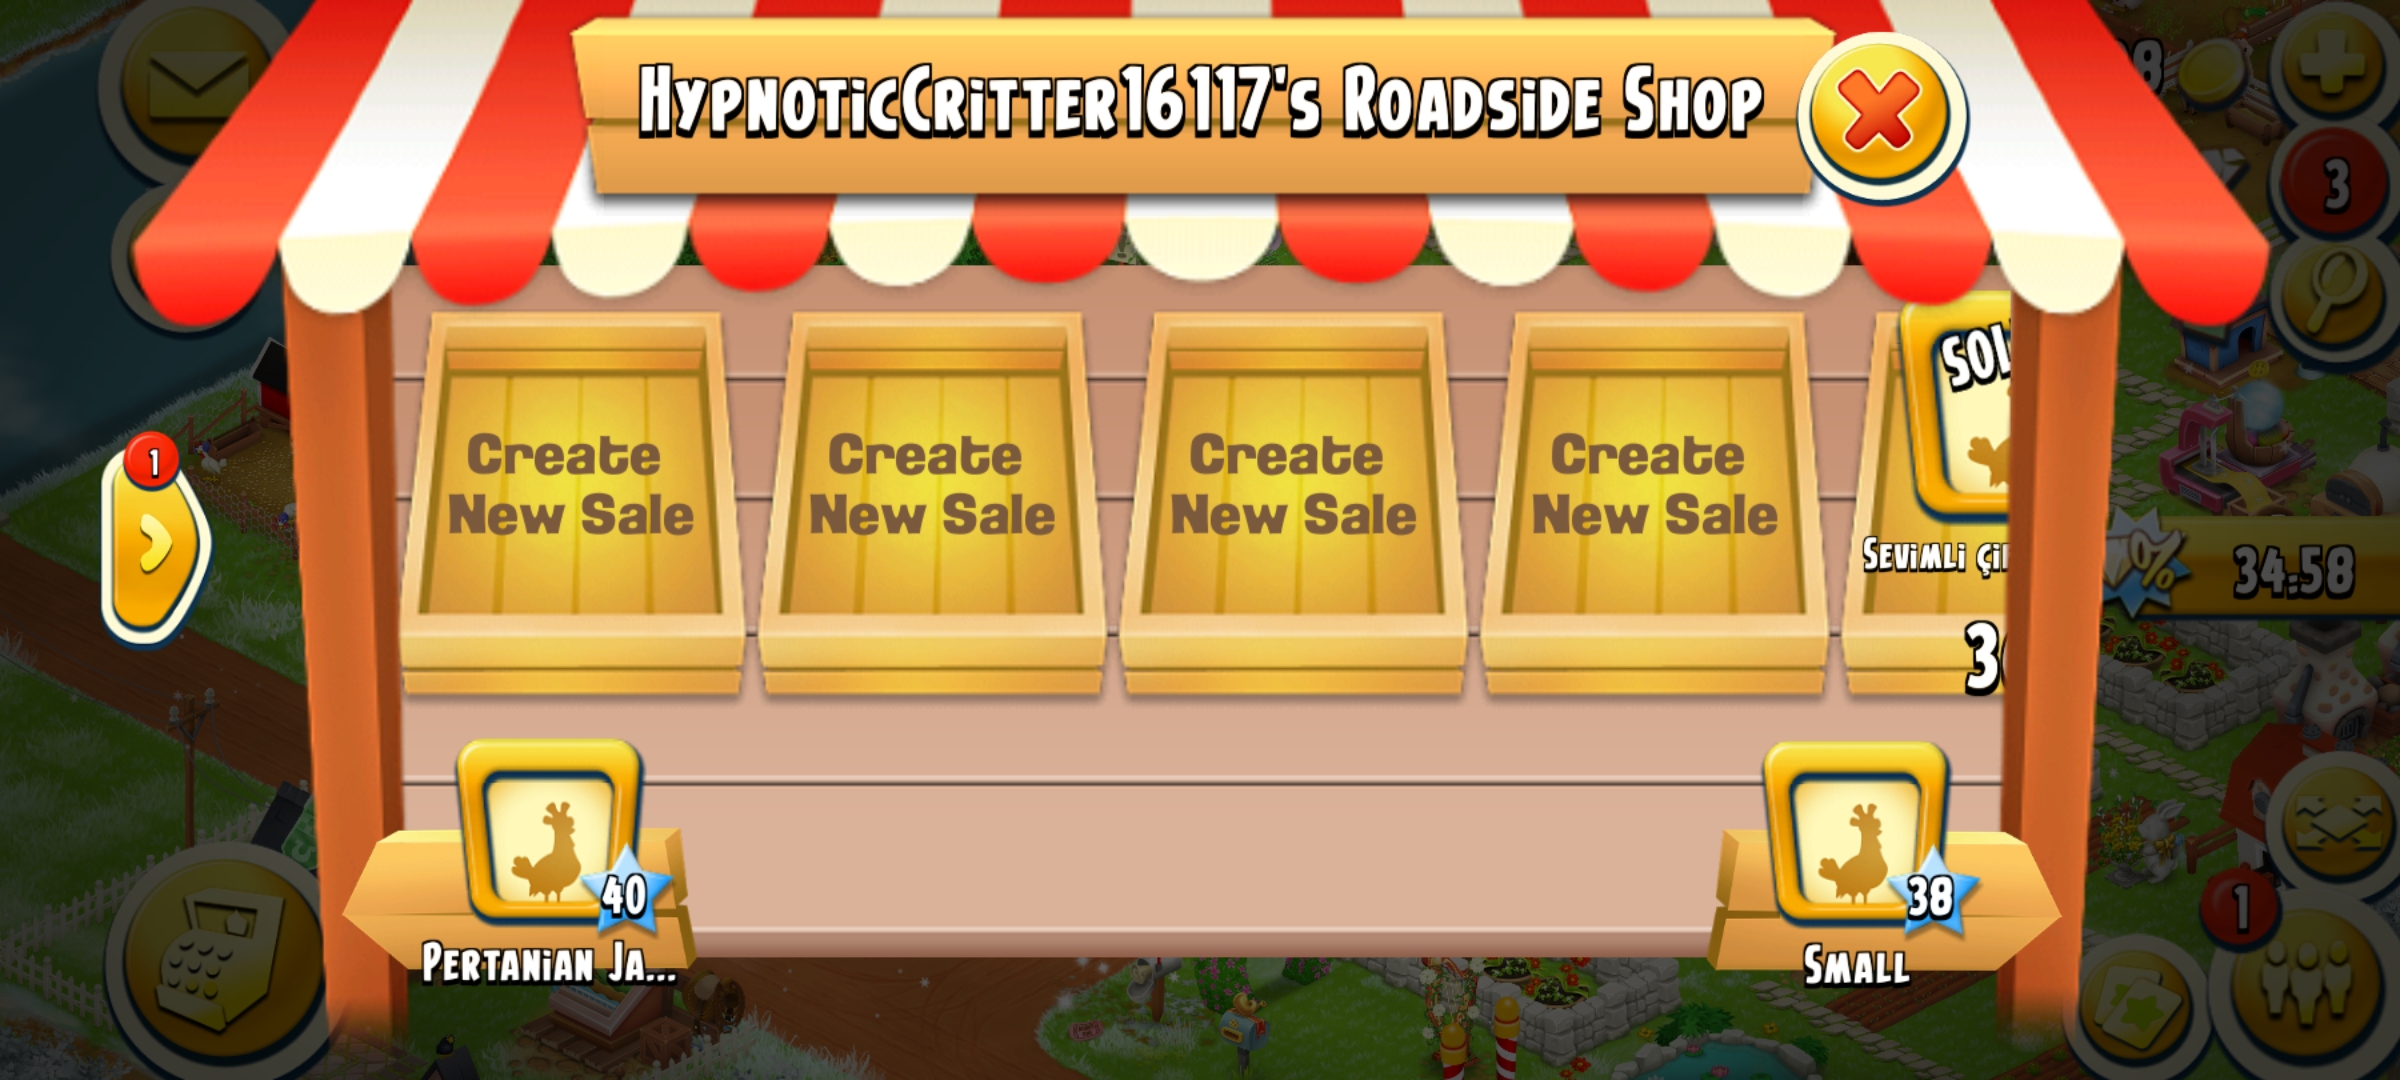 HypnoticCritter16117's Roadside Shop
3
1
Create
New Sale
Create
New Sale
Create
New Sale
Create
New Sale
Sevimli
34:58
40
Pertanian Ja...
38
Small
1